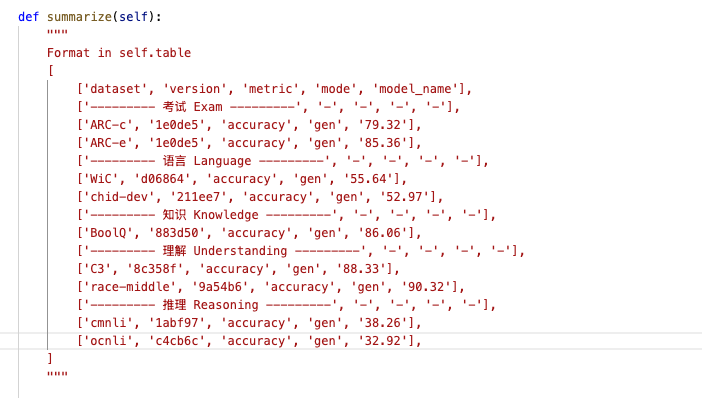 def summarize(self):
"""
Format in self.table
[
['dataset', 'version', 'metric', 'mode', 'model_name'],
['--------- 考试 Exam ---------', '-', '-', '-', '-'],
['ARC-c', '1e0de5', 'accuracy', 'gen', '79.32'],
['ARC-e', '1e0de5', 'accuracy', 'gen', '85.36'],
['--------- 语言 Language ---------', '-', '-', '-', '-'],
['WiC', 'd06864', 'accuracy', 'gen', '55.64'],
['chid-dev', '211ee7', 'accuracy', 'gen', '52.97'],
['--------- 知识 Knowledge ---------', '-', '-', '-', '-'],
['BoolQ', '883d50', 'accuracy', 'gen', '86.06'],
['--------- 理解 Understanding ---------', '-', '-', '-', '-'],
['C3', '8c358f', 'accuracy', 'gen', '88.33'],
['race-middle', '9a54b6', 'accuracy', 'gen', '90.32'],
['--------- 推理 Reasoning ---------', '-', '-', '-', '-'],
['cmnli', '1abf97', 'accuracy', 'gen', '38.26'],
['ocnli', 'c4cb6c', 'accuracy', 'gen', '32.92'],
]
"""